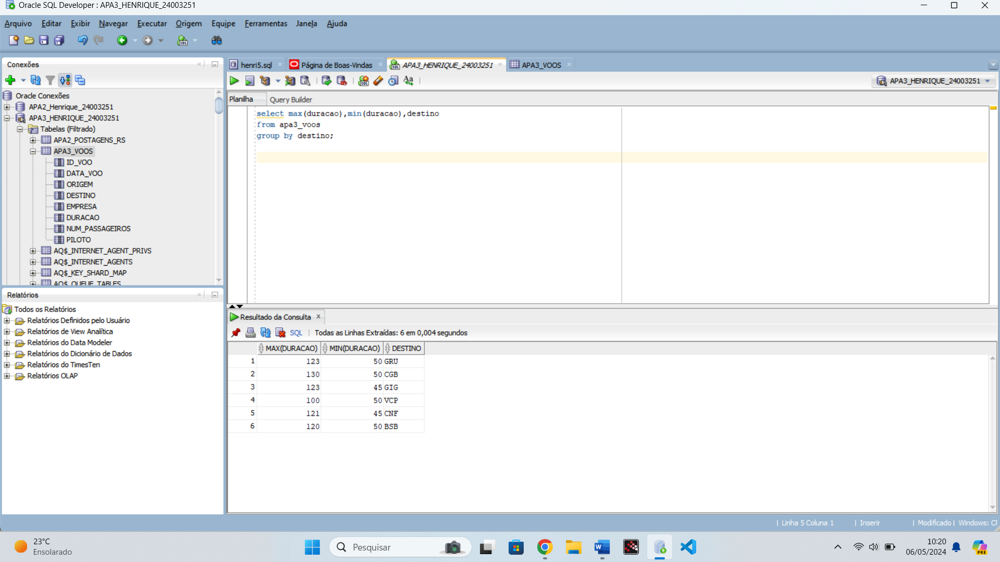 Oracle SQL Developer : APA3_HENRIQUE_24003251
Arquivo Editar Exibir Navegar Executar Origem Equipe Ferramentas Janela Ajuda
Conexões
Oracle Conexões
APA2_Henrique_24003251
APA3_HENRIQUE_24003251
Tabelas (Filtrado)
APA2_POSTAGENS_RS
APA3_VOOS
ID_VOO
DATA_VOO
ORIGEM
DESTINO
EMPRESA
DURACAO
NUM_PASSAGEIROS
PILOTO
AQ$_INTERNET_AGENT_PRIVS
AQ$_INTERNET_AGENTS
AQ$_KEY_SHARD_MAP
AQ$_QUEUE_TABLES
Relatórios
Todos os Relatórios
Relatórios Definidos pelo Usuário
Relatórios de View Analítica
Relatórios do Data Modeler
Relatórios do Dicionário de Dados
Relatórios do TimesTen
Relatórios OLAP
henri5.sql Página de Boas-Vindas APA3_HENRIQUE_24003251 APA3_VOOS
APA3_HENRIQUE_24003251
Planilha Query Builder
select max(duracao),min(duracao),destino
from apa3_voos
group by destino;
Resultado da Consulta
SQL | Todas as Linhas Extraídas: 6 em 0,004 segundos
MAX(DURACAO) MIN(DURACAO) DESTINO
1 123 50 GRU
2 130 50 CGB
3 123 45 GIG
4 100 50 VCP
5 121 45 CNF
6 120 50 BSB
| Linha 5 Coluna 1 | Inserir | Modificado | Windows: CF
23°C
Ensolarado
Pesquisar
10:20
06/05/2024
PRE